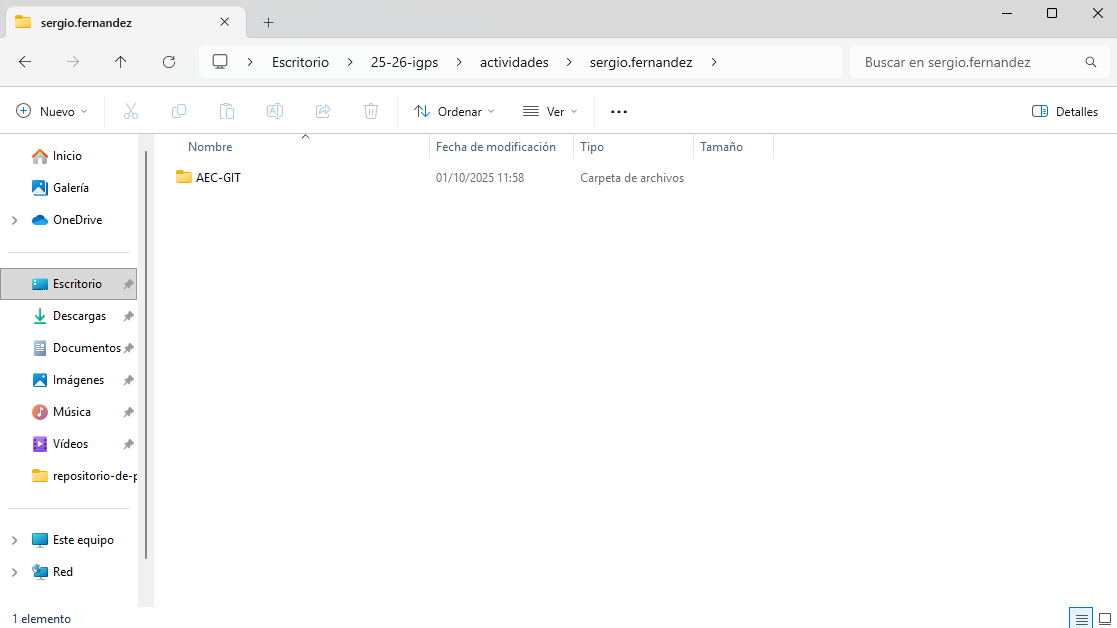 sergio.fernandez
Escritorio 25-26-igps actividades sergio.fernandez
Buscar en sergio.fernandez
Nuevo Ordenar Ver Detalles
Nombre Fecha de modificación Tipo Tamaño
AEC-GIT 01/10/2025 11:58 Carpeta de archivos
Inicio
Galería
OneDrive
Escritorio
Descargas
Documentos
Imágenes
Música
Vídeos
repositorio-de-p
Este equipo
Red
1 elemento